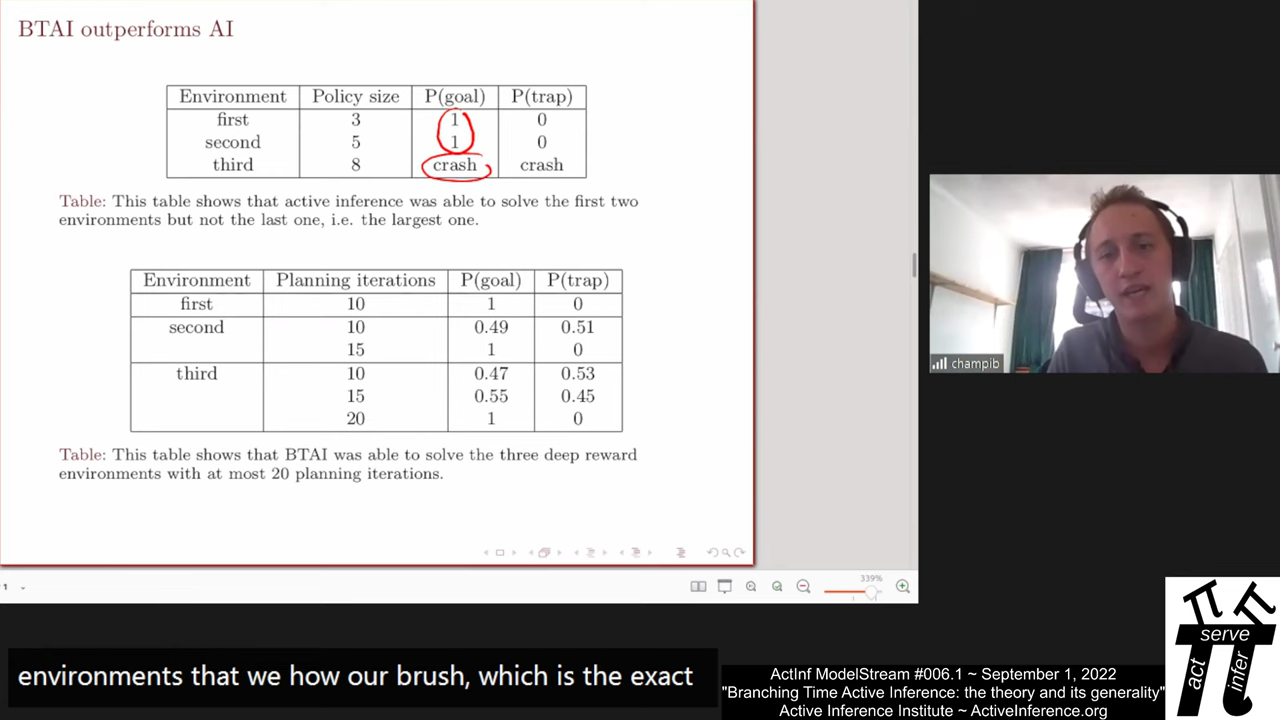 BTAI outperforms AI
Environment Policy size P(goal) P(trap)
first 3 1 0
second 5 1 0
third 8 crash crash
Table: This table shows that active inference was able to solve the first two
environments but not the last one, i.e. the largest one.
Environment Planning iterations P(goal) P(trap)
first 10 1 0
second 10 0.49 0.51
15 1 0
third 10 0.47 0.53
15 0.55 0.45
20 1 0
Table: This table shows that BTAI was able to solve the three deep reward
environments with at most 20 planning iterations.
1
339%
champib
environments that we how our brush, which is the exact
ActInf ModelStream #006.1 ~ September 1, 2022
"Branching Time Active Inference: the theory and its generality"
Active Inference Institute ~ ActiveInference.org
π π
serve
act infer